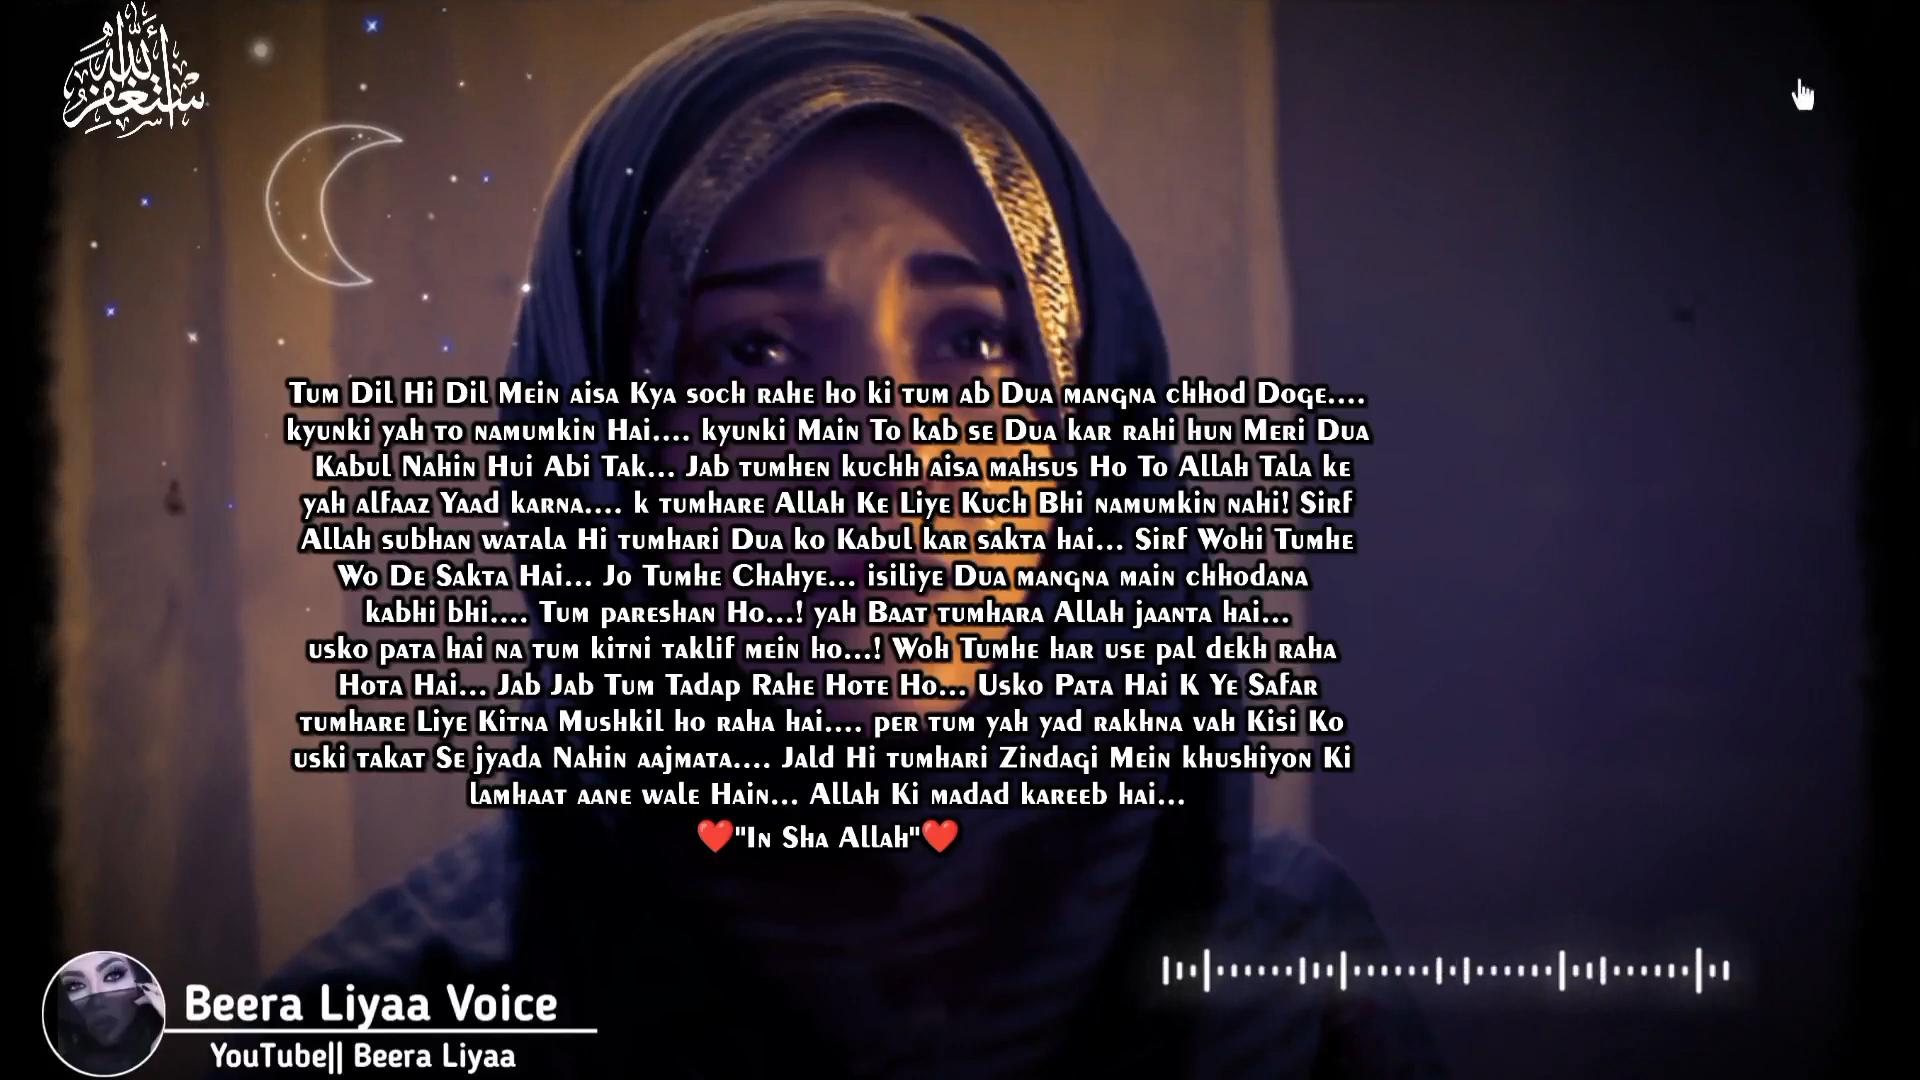 أستغفر الله
Tum Dil Hi Dil Mein aisa Kya soch rahe ho ki tum ab Dua mangna chhod Doge....
kyunki yah to namumkin Hai.... kyunki Main To kab se Dua kar rahi hun Meri Dua
Kabul Nahin Hui Abi Tak... Jab tumhen kuchh aisa mahsus Ho To Allah Tala ke
yah alfaaz Yaad karna.... k tumhare Allah Ke Liye Kuch Bhi namumkin nahi! Sirf
Allah subhan watala Hi tumhari Dua ko Kabul kar sakta hai... Sirf Wohi Tumhe
Wo De Sakta Hai... Jo Tumhe Chahye... isiliye Dua mangna main chhodana
kabhi bhi.... Tum pareshan Ho...! yah Baat tumhara Allah jaanta hai...
usko pata hai na tum kitni taklif mein ho...! Woh Tumhe har use pal dekh raha
Hota Hai... Jab Jab Tum Tadap Rahe Hote Ho... Usko Pata Hai K Ye Safar
tumhare Liye Kitna Mushkil ho raha hai.... per tum yah yad rakhna vah Kisi Ko
uski takat Se jyada Nahin aajmata.... Jald Hi tumhari Zindagi Mein khushiyon Ki
lamhaat aane wale Hain... Allah Ki madad kareeb hai...
❤️"In Sha Allah"❤️
Beera Liyaa Voice
YouTube|| Beera Liyaa